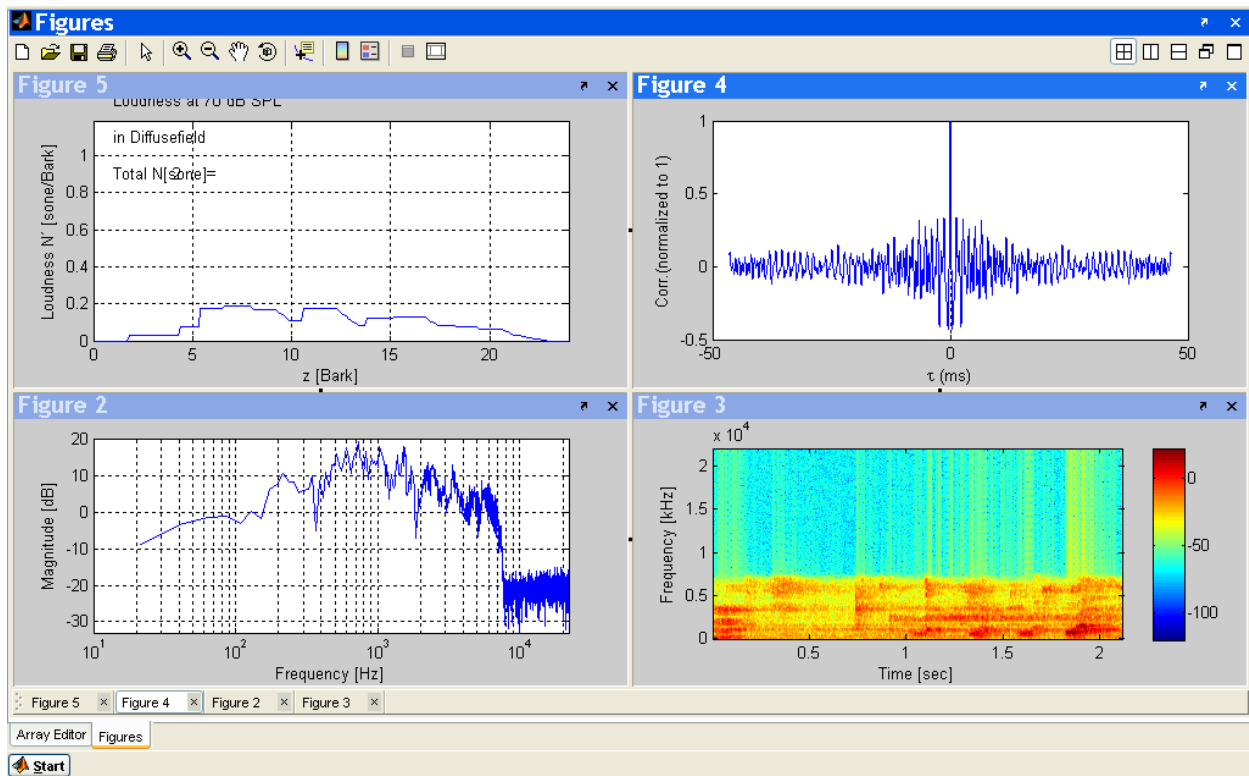 Figures
Figure 5
Loudness at 70 dB SPL
in Diffusefield
Total N[sone]=
1
0.8
0.6
0.4
0.2
0
Loudness N´ [sone/Bark]
0 5 10 15 20
z [Bark]
Figure 4
1
0.5
0
-0.5
Corr.(normalized to 1)
-50 0 50
τ (ms)
Figure 2
20
10
0
-10
20
-30
Magnitude [dB]
10^1 10^2 10^3 10^4
Frequency [Hz]
Figure 3
x 10^4
2
1.5
1
0.5
0
Frequency [kHz]
0.5 1 1.5 2
Time [sec]
0
-50
-100
Figure 5 Figure 4 Figure 2 Figure 3
Array Editor Figures
Start